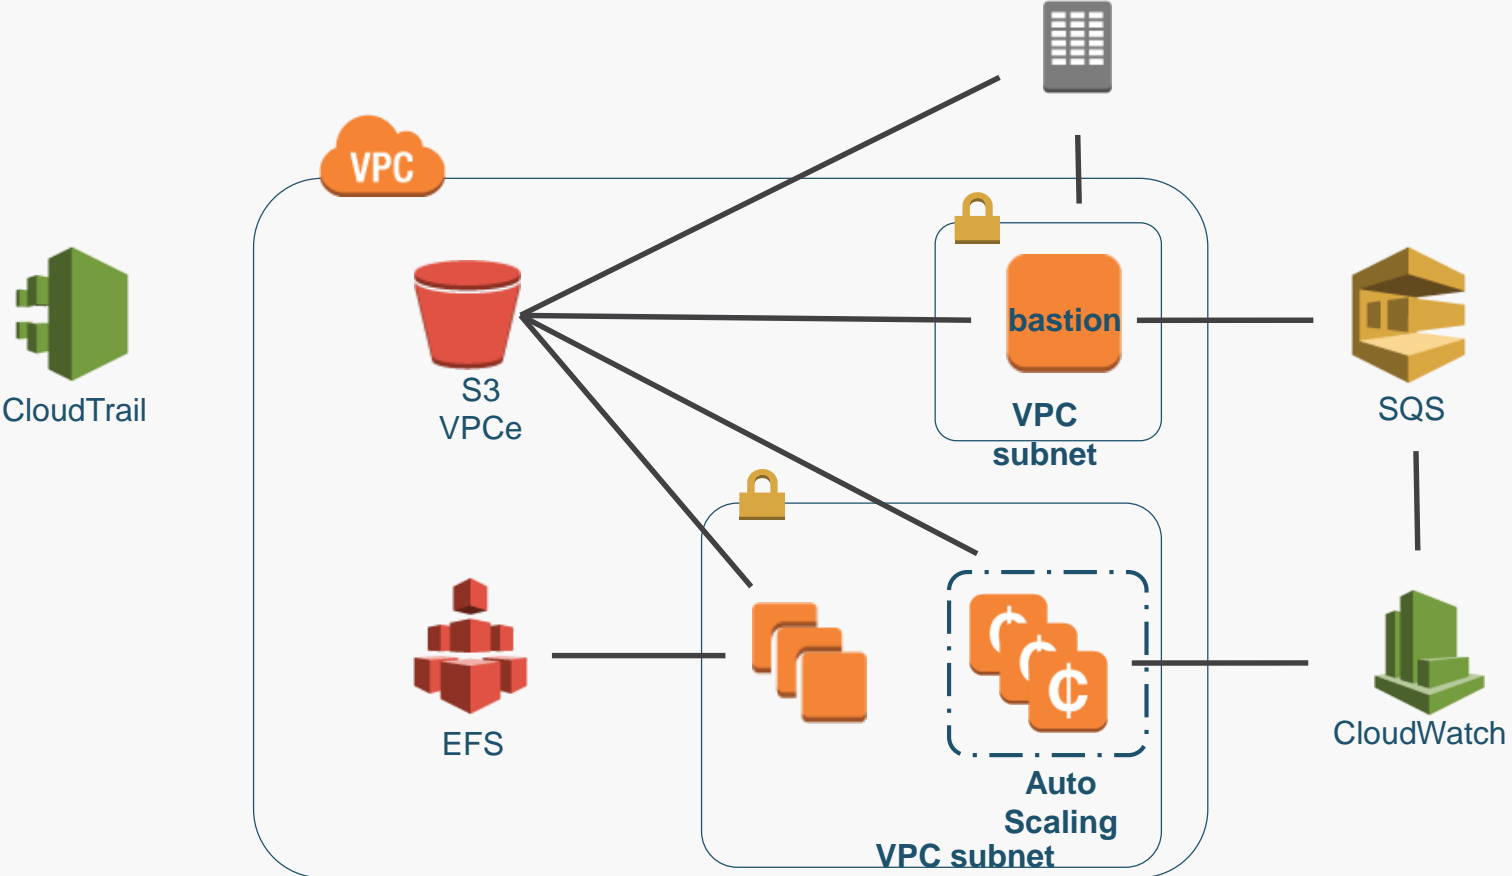 VPC
CloudTrail
S3
VPCe
bastion
VPC
subnet
SQS
EFS
¢
¢
¢
Auto
Scaling
VPC subnet
CloudWatch